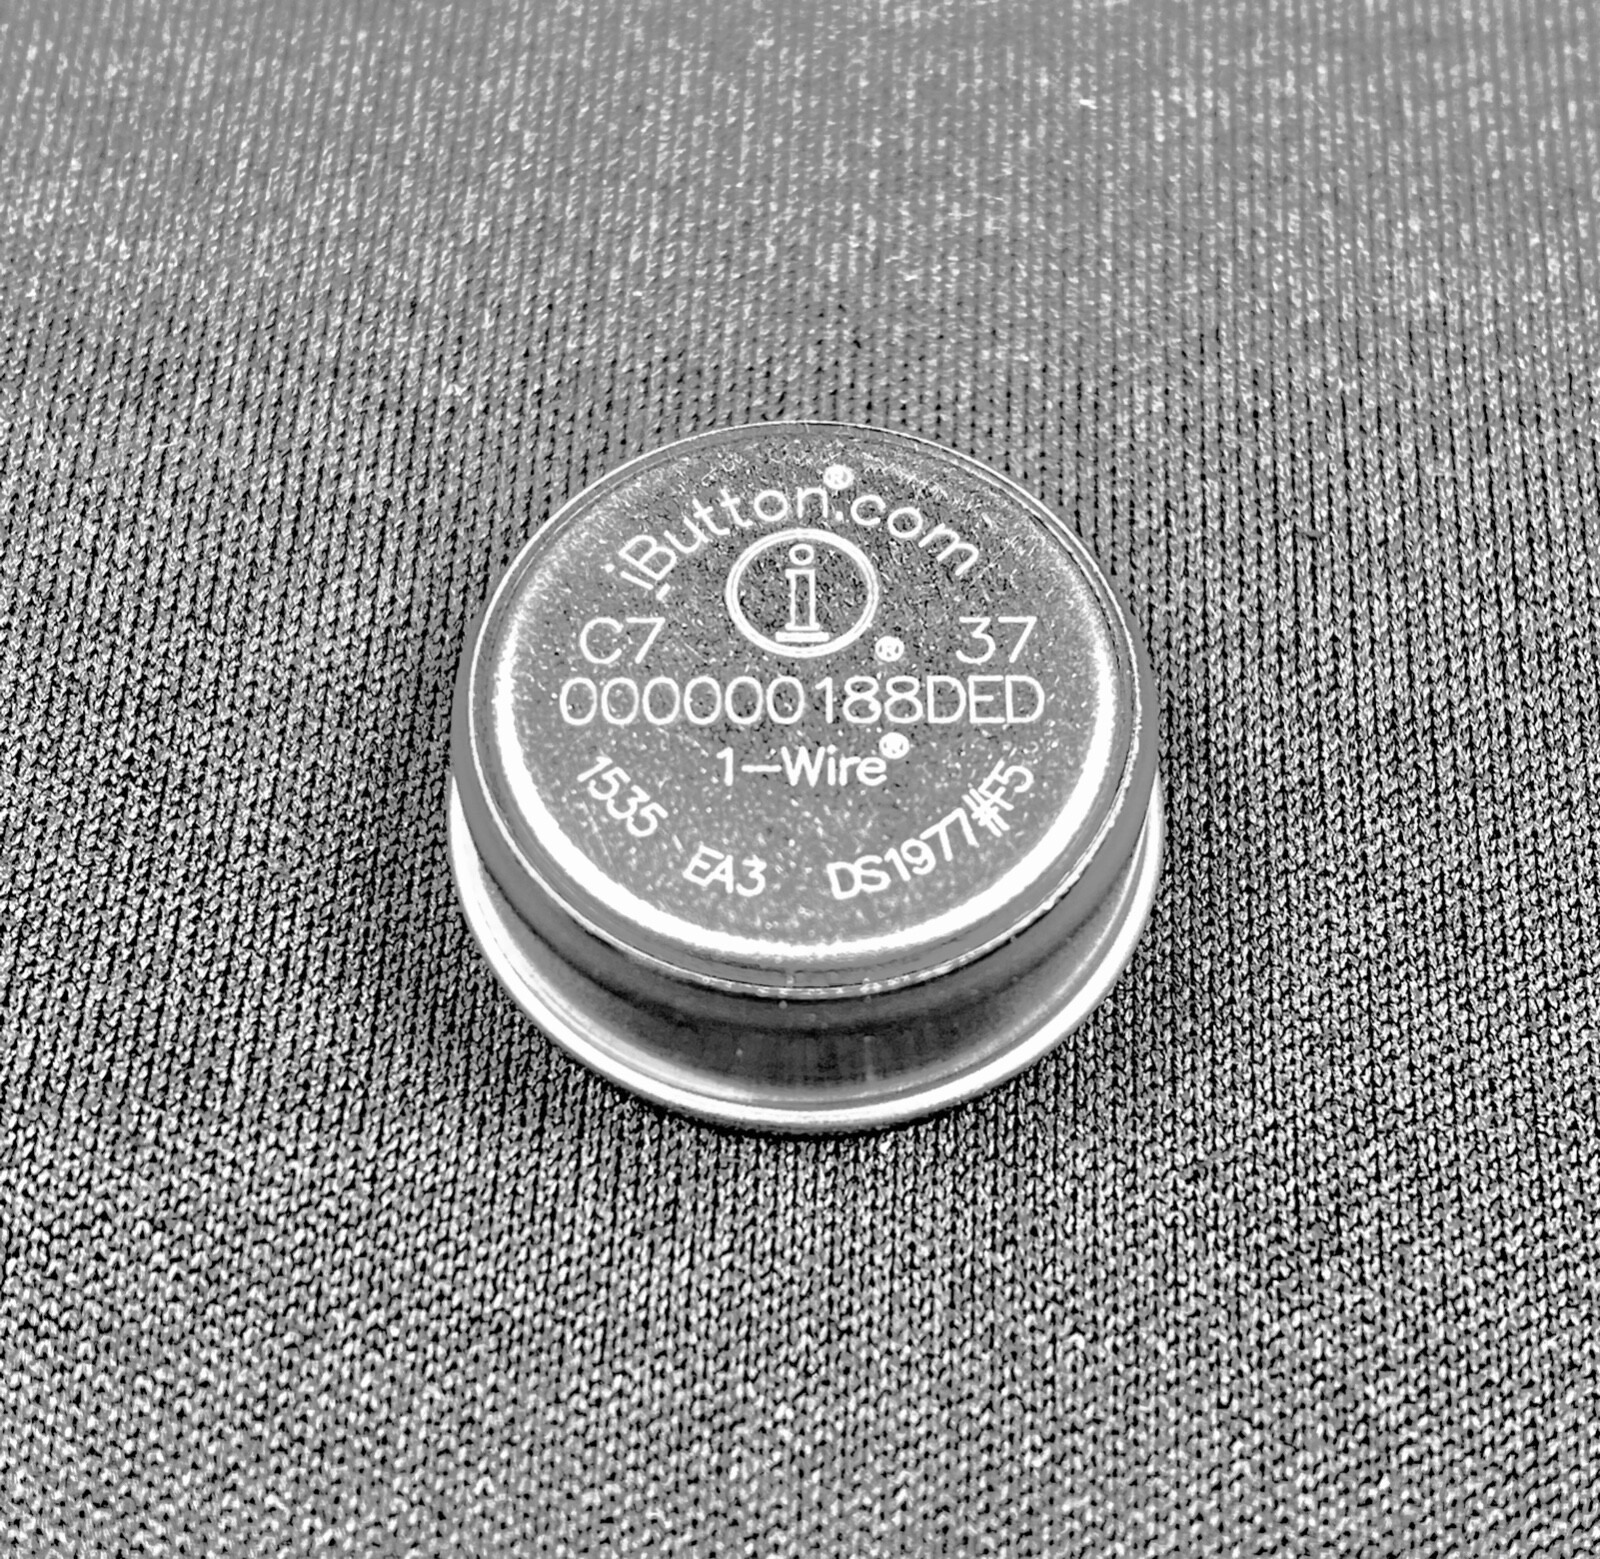 iButton®.com
i ®
C7 37
000000188DED
1-Wire®
1535 EA3 DS1977#F5